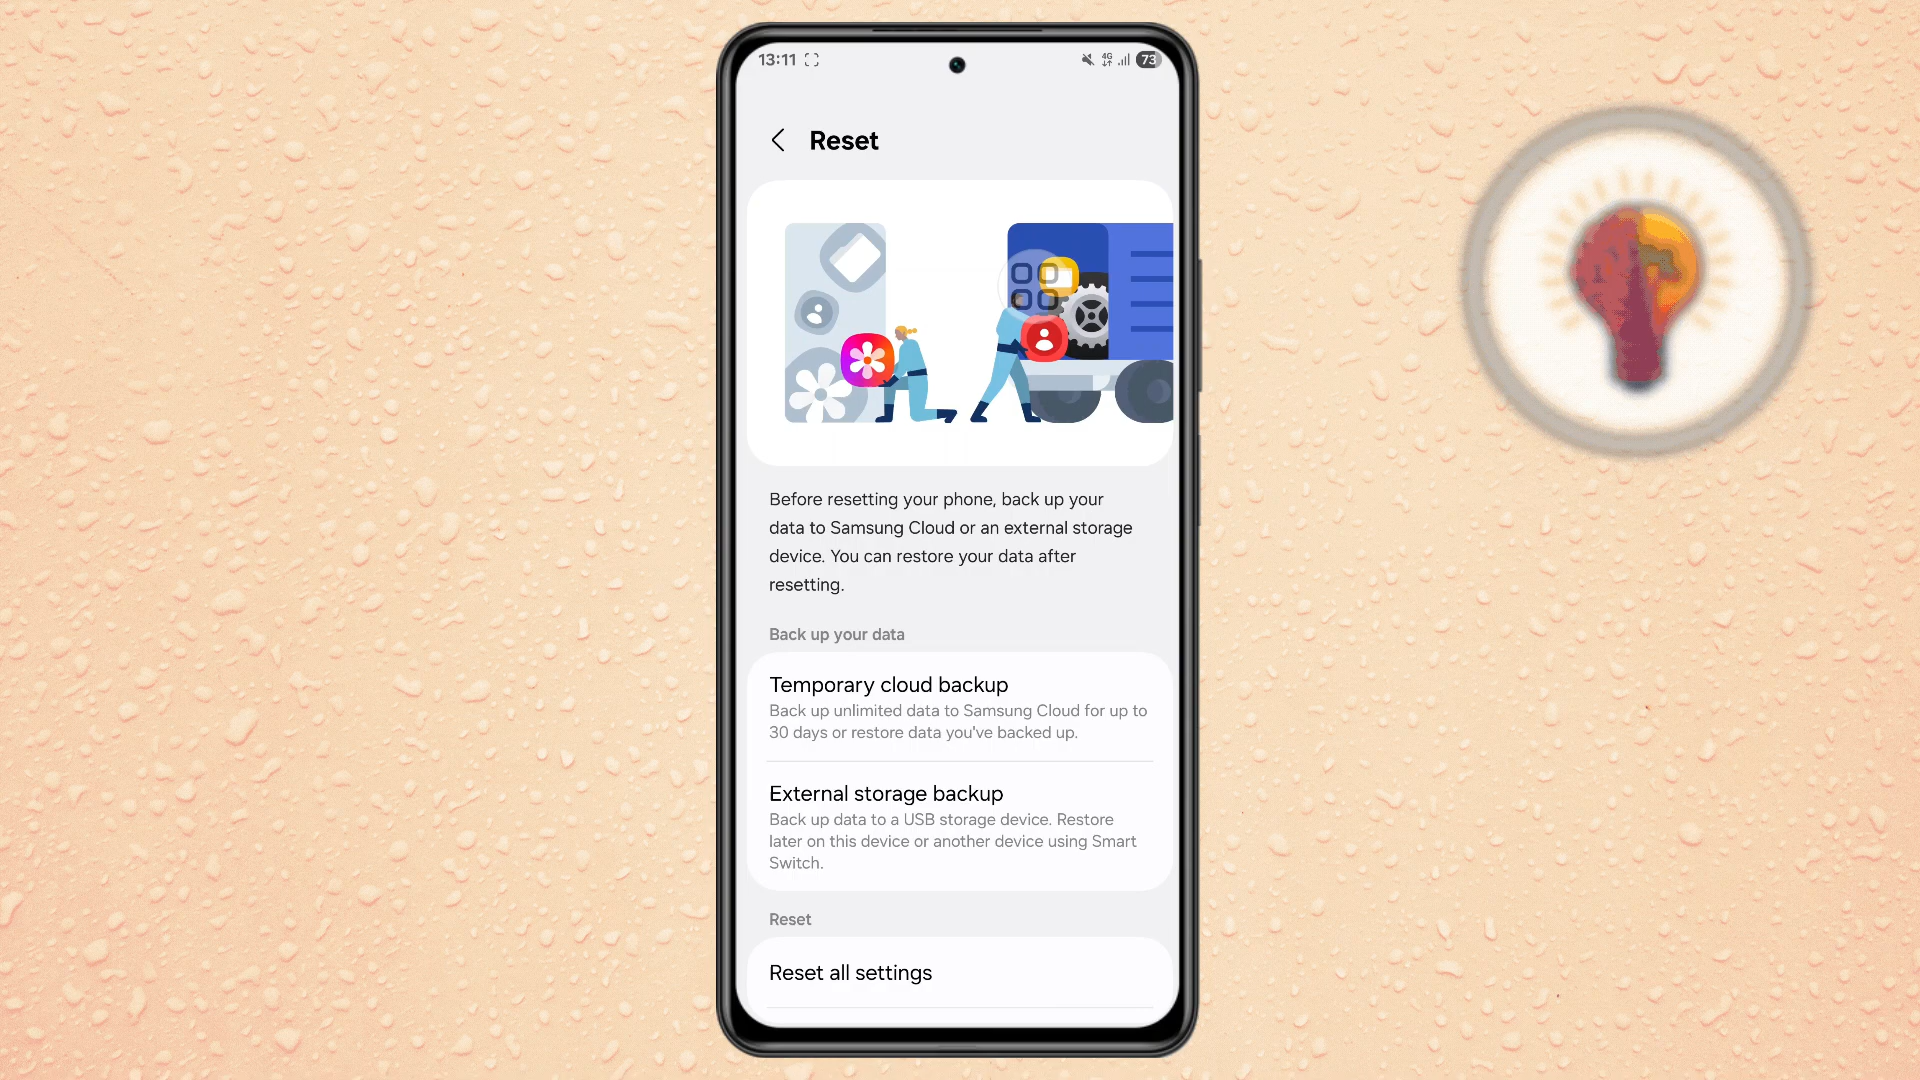 13:11
4G
73
Reset
Before resetting your phone, back up your
data to Samsung Cloud or an external storage
device. You can restore your data after
resetting.
Back up your data
Temporary cloud backup
Back up unlimited data to Samsung Cloud for up to
30 days or restore data you've backed up.
External storage backup
Back up data to a USB storage device. Restore
later on this device or another device using Smart
Switch.
Reset
Reset all settings